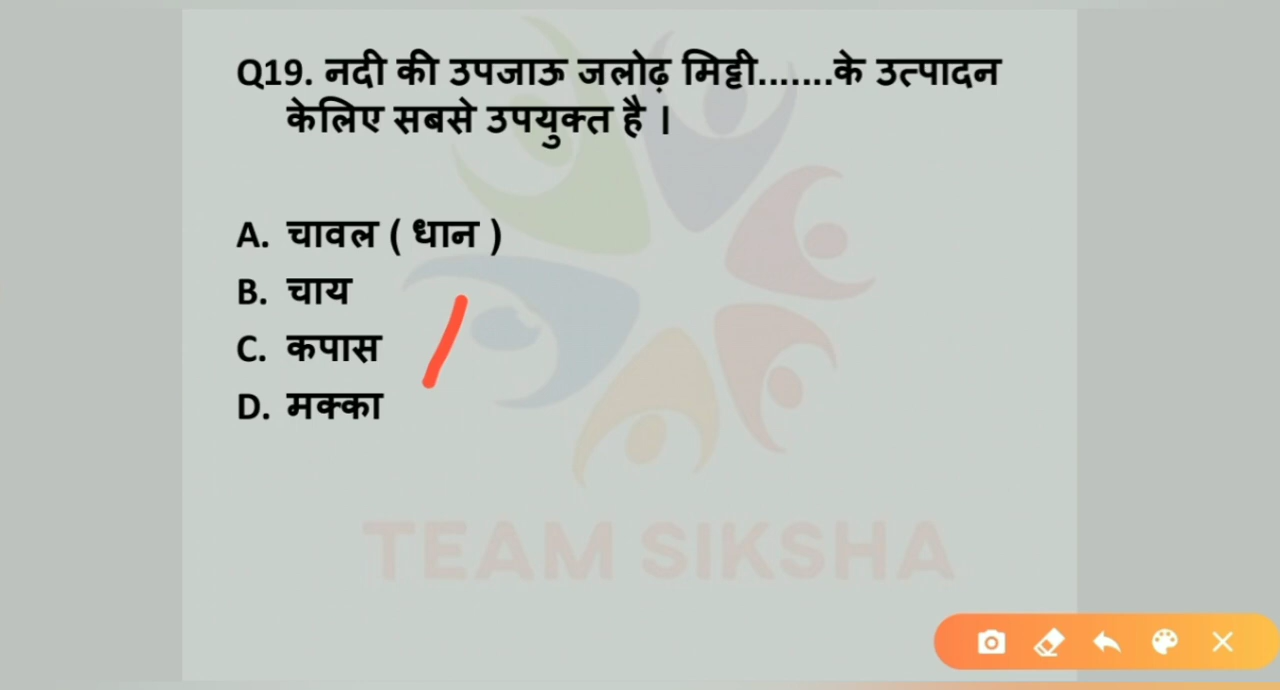 Q19. नदी की उपजाऊ जलोढ़ मिट्टी.......के उत्पादन
केलिए सबसे उपयुक्त है ।
A. चावल ( धान )
B. चाय
C. कपास
D. मक्का
TEAM SIKSHA